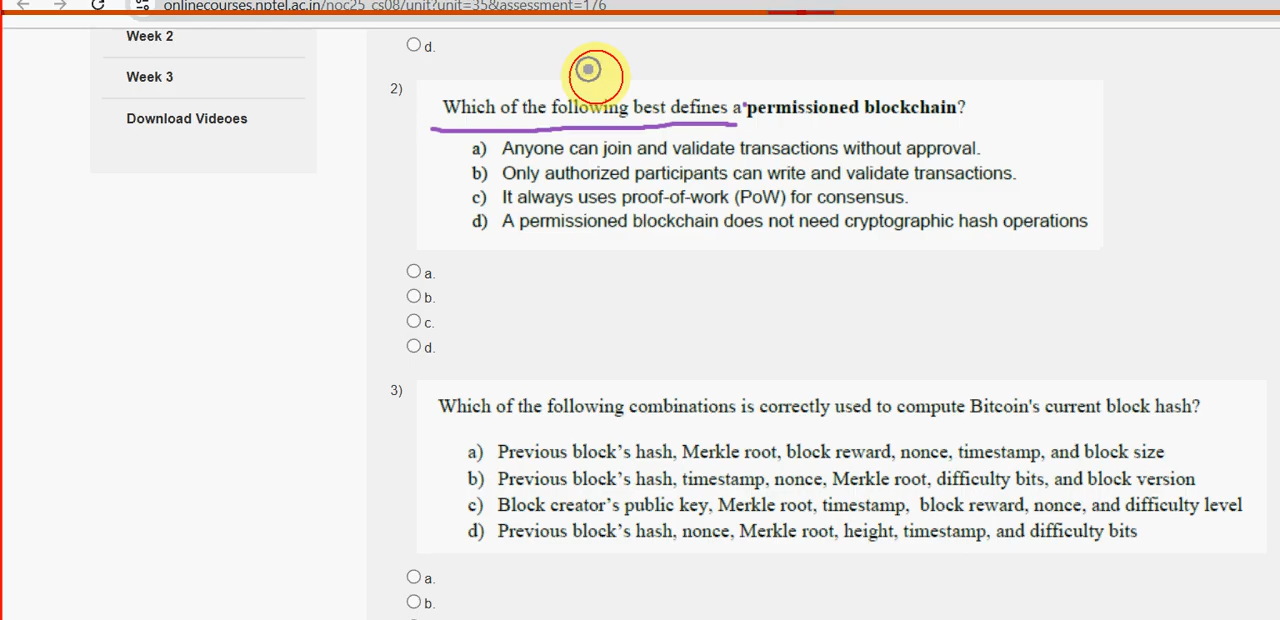 onlinecourses.nptel.ac.in/noc25_cs08/unit?unit=35&assessment=176
Week 2
Week 3
Download Videoes
d.
2)
Which of the following best defines a permissioned blockchain?
a) Anyone can join and validate transactions without approval.
b) Only authorized participants can write and validate transactions.
c) It always uses proof-of-work (PoW) for consensus.
d) A permissioned blockchain does not need cryptographic hash operations
a.
b.
c.
d.
3)
Which of the following combinations is correctly used to compute Bitcoin's current block hash?
a) Previous block’s hash, Merkle root, block reward, nonce, timestamp, and block size
b) Previous block’s hash, timestamp, nonce, Merkle root, difficulty bits, and block version
c) Block creator’s public key, Merkle root, timestamp, block reward, nonce, and difficulty level
d) Previous block’s hash, nonce, Merkle root, height, timestamp, and difficulty bits
a.
b.